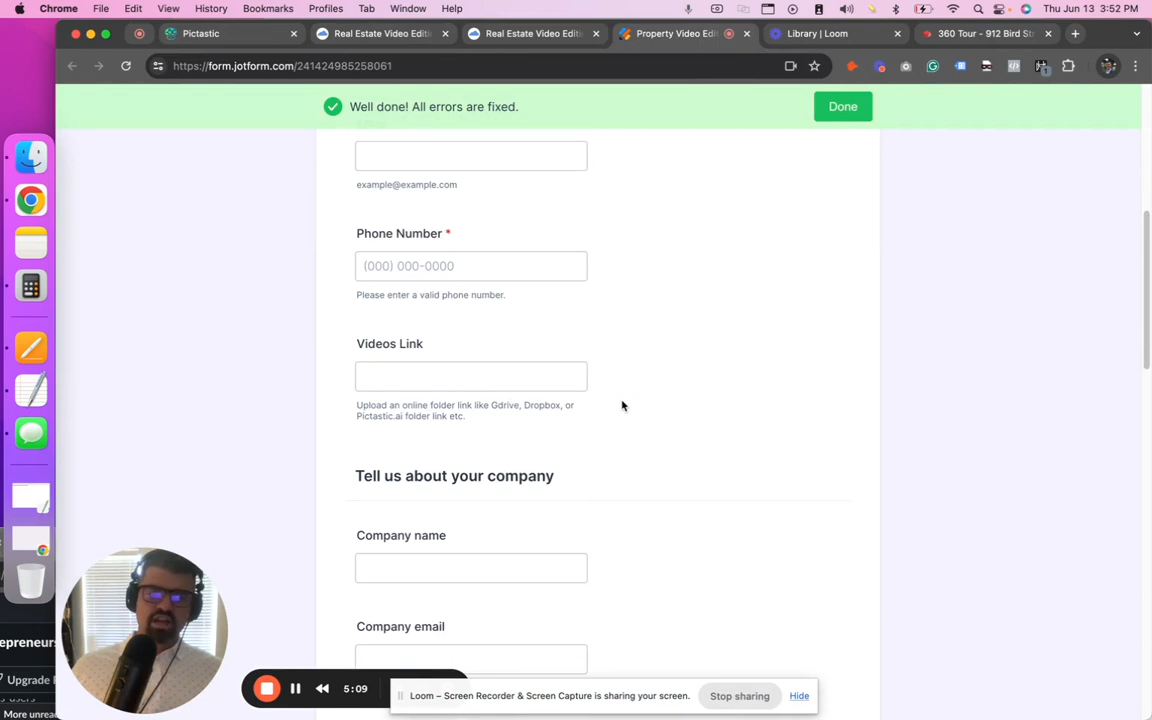 Chrome File Edit View History Bookmarks Profiles Tab Window Help Thu Jun 13 3:52 PM
Pictastic Real Estate Video Editi Real Estate Video Editi Property Video Edi Library | Loom 360 Tour - 912 Bird St
https://form.jotform.com/241424985258061
Well done! All errors are fixed. Done
example@example.com
Phone Number *
(000) 000-0000
Please enter a valid phone number.
Videos Link
Upload an online folder link like Gdrive, Dropbox, or
Pictastic.ai folder link etc.
Tell us about your company
Company name
Company email
epreneurs
Upgrade
More unrea
5:09
Loom – Screen Recorder & Screen Capture is sharing your screen. Stop sharing Hide